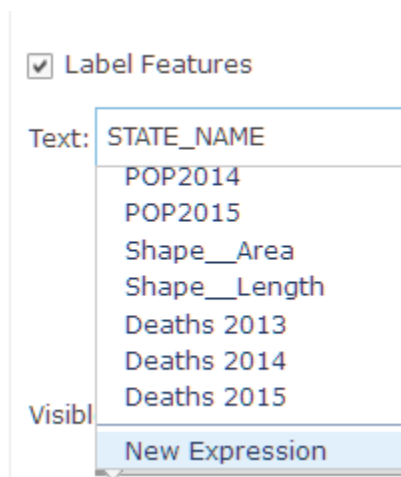 Label Features
Text: STATE_NAME
POP2014
POP2015
Shape__Area
Shape__Length
Deaths 2013
Deaths 2014
Deaths 2015
Visibl
New Expression